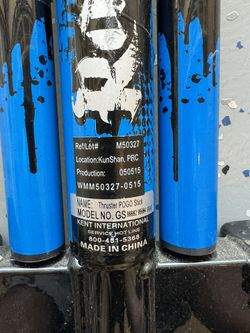 Ref/Lot# M50327
Location:KunShan, PRC
Production: 050515
WMM50327-0515
NAME: Thruster POGO Stick
MODEL NO. GS
KENT INTERNATIONAL
SERVICE HOT LINE
800-451-5368
MADE IN CHINA